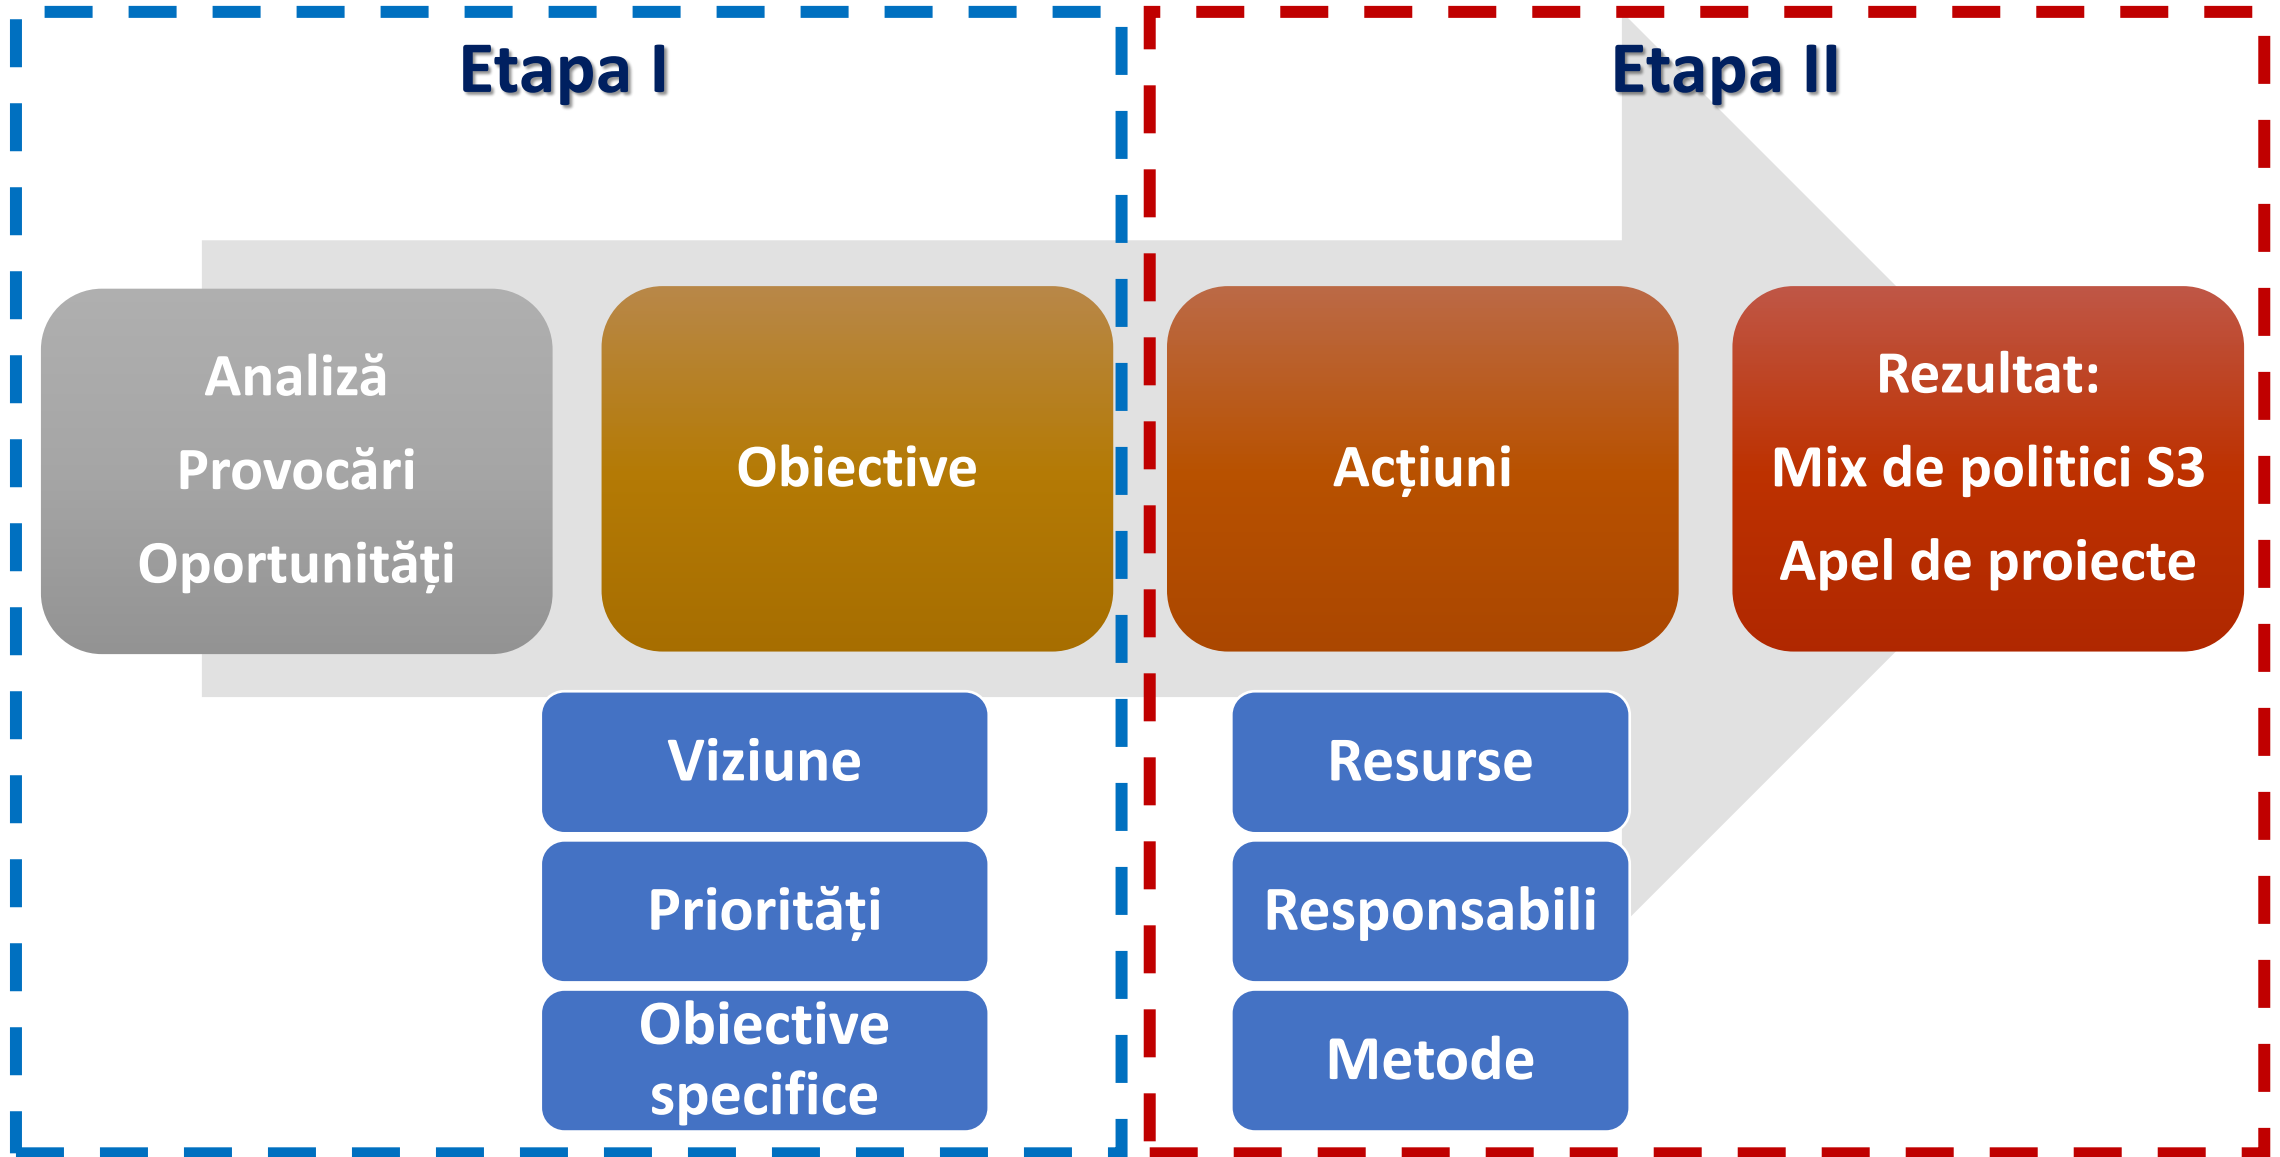 Etapa I
Etapa II
Analiză
Provocări
Oportunități
Obiective
Acțiuni
Rezultat:
Mix de politici S3
Apel de proiecte
Viziune
Priorități
Obiective
specifice
Resurse
Responsabili
Metode